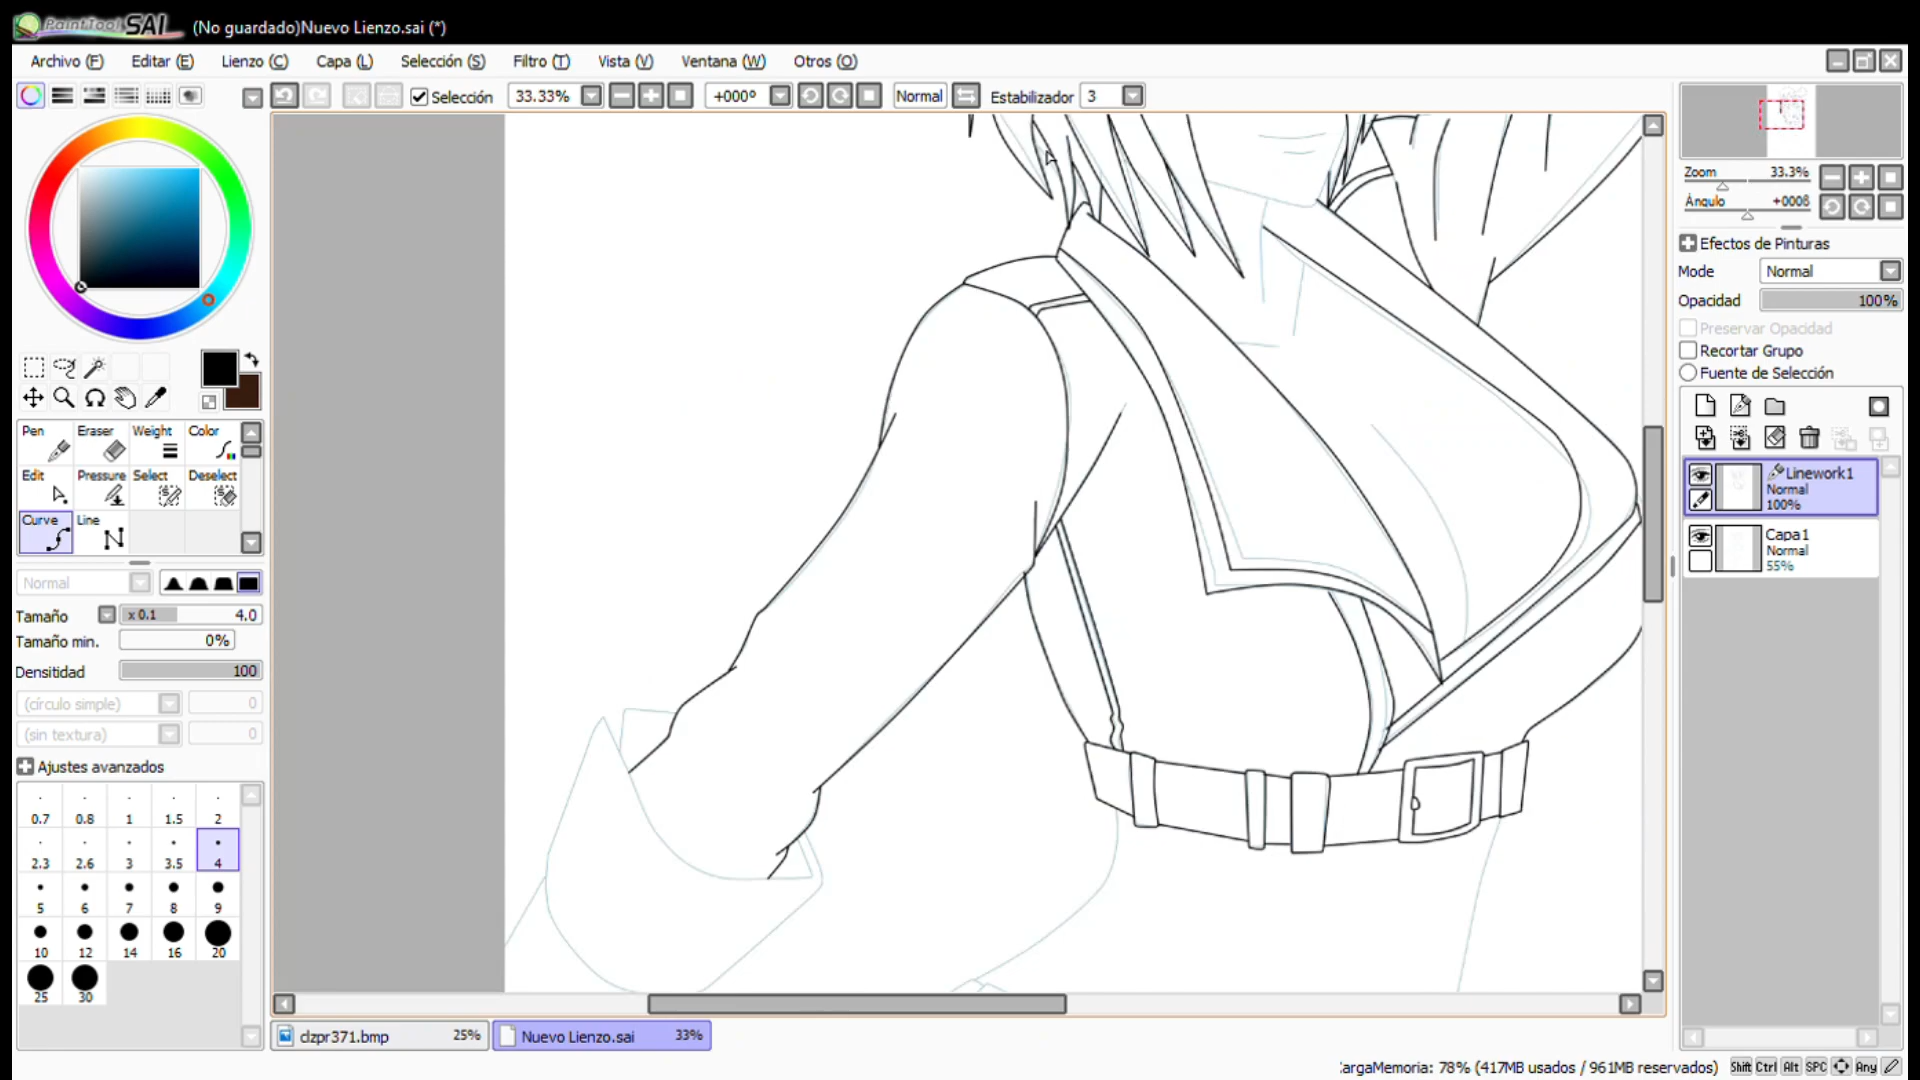 PaintTool SAI (No guardado)Nuevo Lienzo.sai (*)
Archivo (F) Editar (E) Lienzo (C) Capa (L) Selección (S) Filtro (T) Vista (V) Ventana (W) Otros (O)
Selección 33.33% +000° Normal Estabilizador 3
Zoom 33.3%
Ángulo +000ß
Efectos de Pinturas
Mode Normal
Opacidad 100%
Preservar Opacidad
Recortar Grupo
Fuente de Selección
Pen Eraser Weight Color
Edit Pressure Select Deselect
Curve Line
Linework1
Normal
100%
Capa1
Normal
55%
Normal
Tamaño x 0.1 4.0
Tamaño min. 0%
Densitidad 100
(círculo simple) 0
(sin textura) 0
Ajustes avanzados
0.7 0.8 1 1.5 2
2.3 2.6 3 3.5 4
5 6 7 8 9
10 12 14 16 20
25 30
clzpr371.bmp 25% Nuevo Lienzo.sai 33%
argaMemoria: 78% (417MB usados / 961MB reservados) Shift Ctrl Alt SPC Any